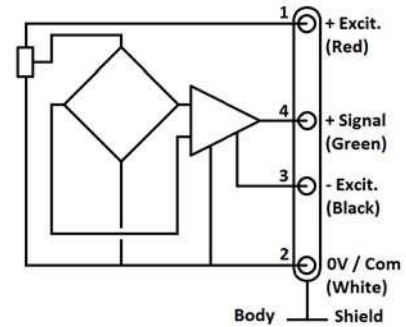 1 + Excit.
(Red)
4 + Signal
(Green)
3 - Excit.
(Black)
2 0V / Com
(White)
Body Shield